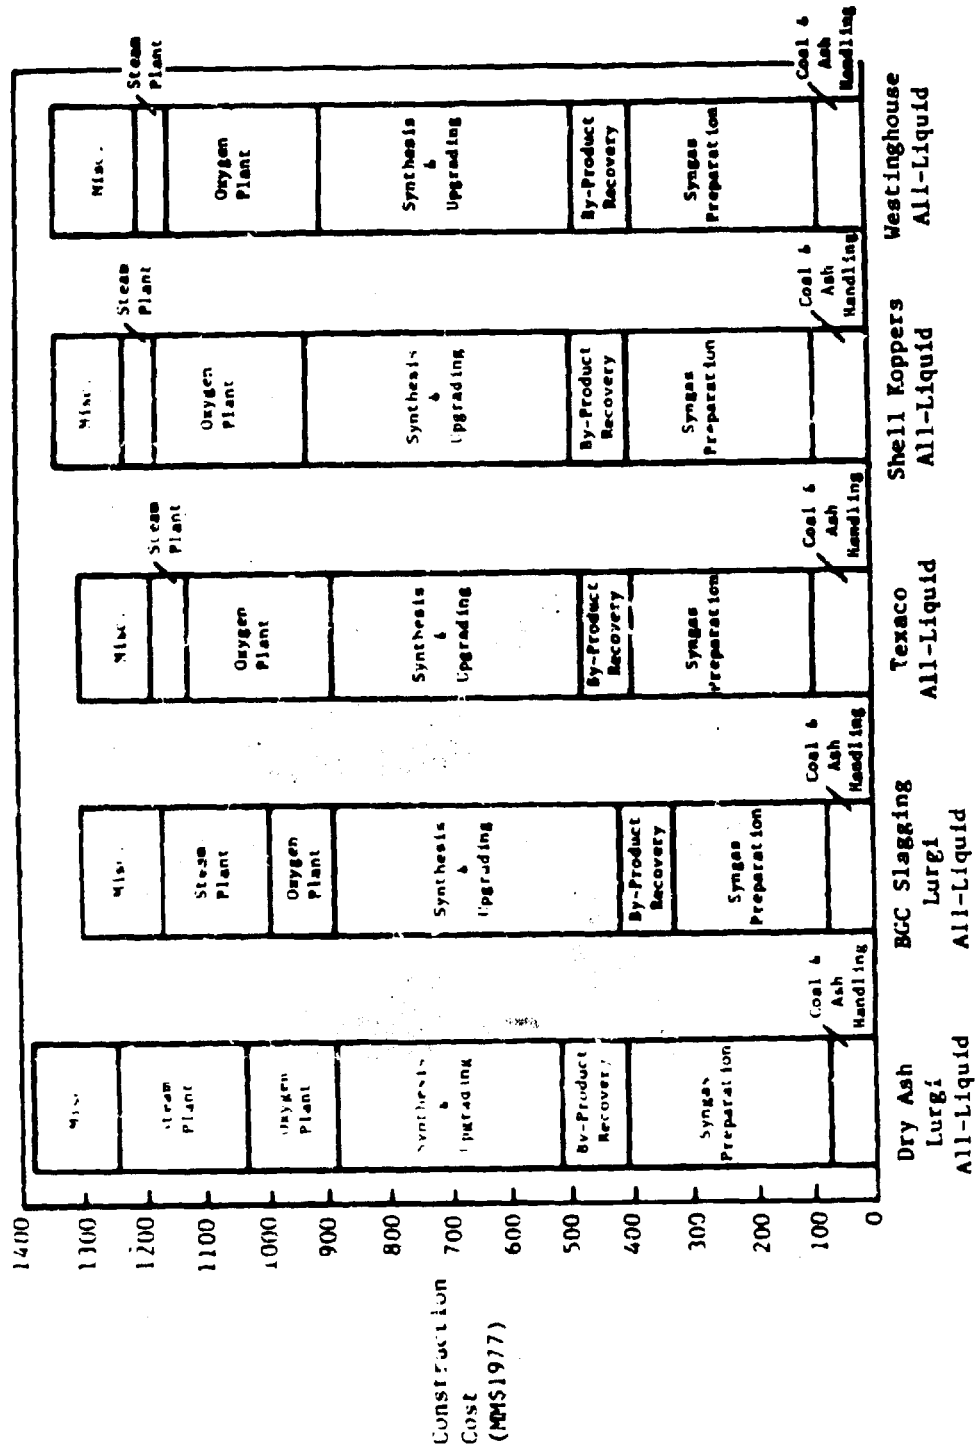 Construction
Cost
(MM$1977)
1400
1300
1200
1100
1000
900
800
700
600
500
400
300
200
100
0
Misc.
Steam
Plant
Oxygen
Plant
Synthesis
&
Upgrading
By-Product
Recovery
Syngas
Preparation
Coal &
Ash
Handling
Dry Ash
Lurgi
All-Liquid
Misc.
Steam
Plant
Oxygen
Plant
Synthesis
&
Upgrading
By-Product
Recovery
Syngas
Preparation
Coal &
Ash
Handling
BGC Slagging
Lurgi
All-Liquid
Misc.
Steam
Plant
Oxygen
Plant
Synthesis
&
Upgrading
By-Product
Recovery
Syngas
Preparation
Coal &
Ash
Handling
Texaco
All-Liquid
Misc.
Steam
Plant
Oxygen
Plant
Synthesis
&
Upgrading
By-Product
Recovery
Syngas
Preparation
Coal &
Ash
Handling
Shell Koppers
All-Liquid
Misc.
Steam
Plant
Oxygen
Plant
Synthesis
&
Upgrading
By-Product
Recovery
Syngas
Preparation
Coal &
Ash
Handling
Westinghouse
All-Liquid